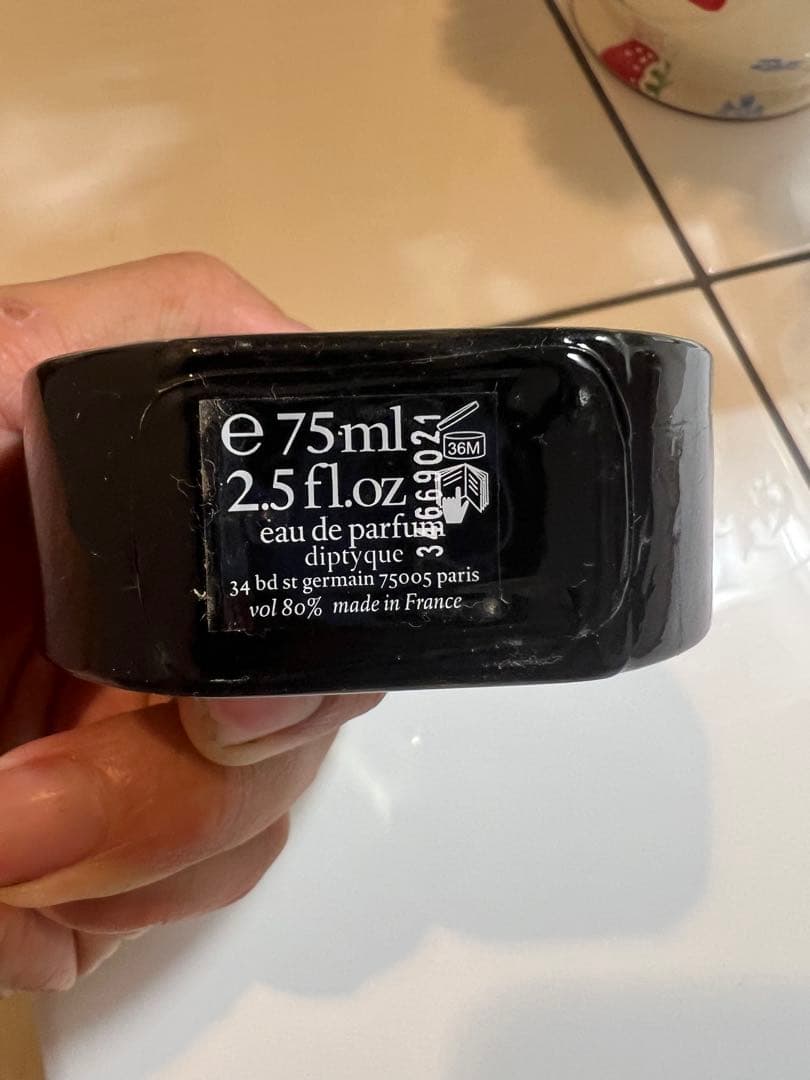 e 75ml
2.5 fl.oz
eau de parfum
diptyque
34 bd st germain 75005 paris
vol 80% made in France
36M
34669021